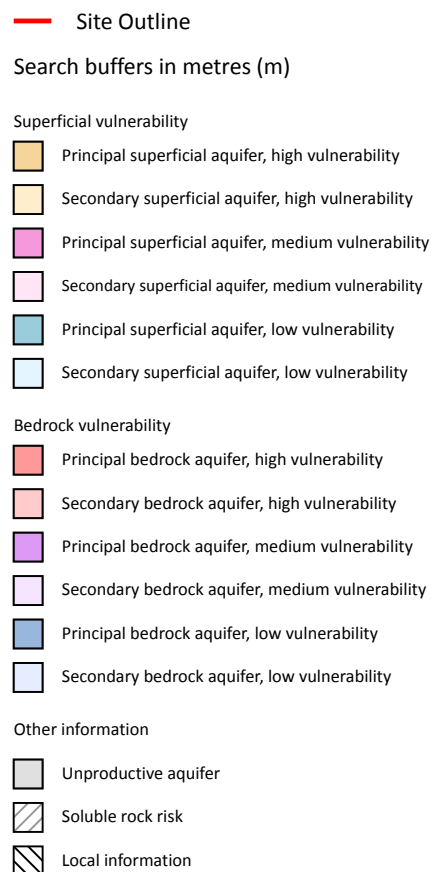 Site Outline
Search buffers in metres (m)
Superficial vulnerability
Principal superficial aquifer, high vulnerability
Secondary superficial aquifer, high vulnerability
Principal superficial aquifer, medium vulnerability
Secondary superficial aquifer, medium vulnerability
Principal superficial aquifer, low vulnerability
Secondary superficial aquifer, low vulnerability
Bedrock vulnerability
Principal bedrock aquifer, high vulnerability
Secondary bedrock aquifer, high vulnerability
Principal bedrock aquifer, medium vulnerability
Secondary bedrock aquifer, medium vulnerability
Principal bedrock aquifer, low vulnerability
Secondary bedrock aquifer, low vulnerability
Other information
Unproductive aquifer
Soluble rock risk
Local information